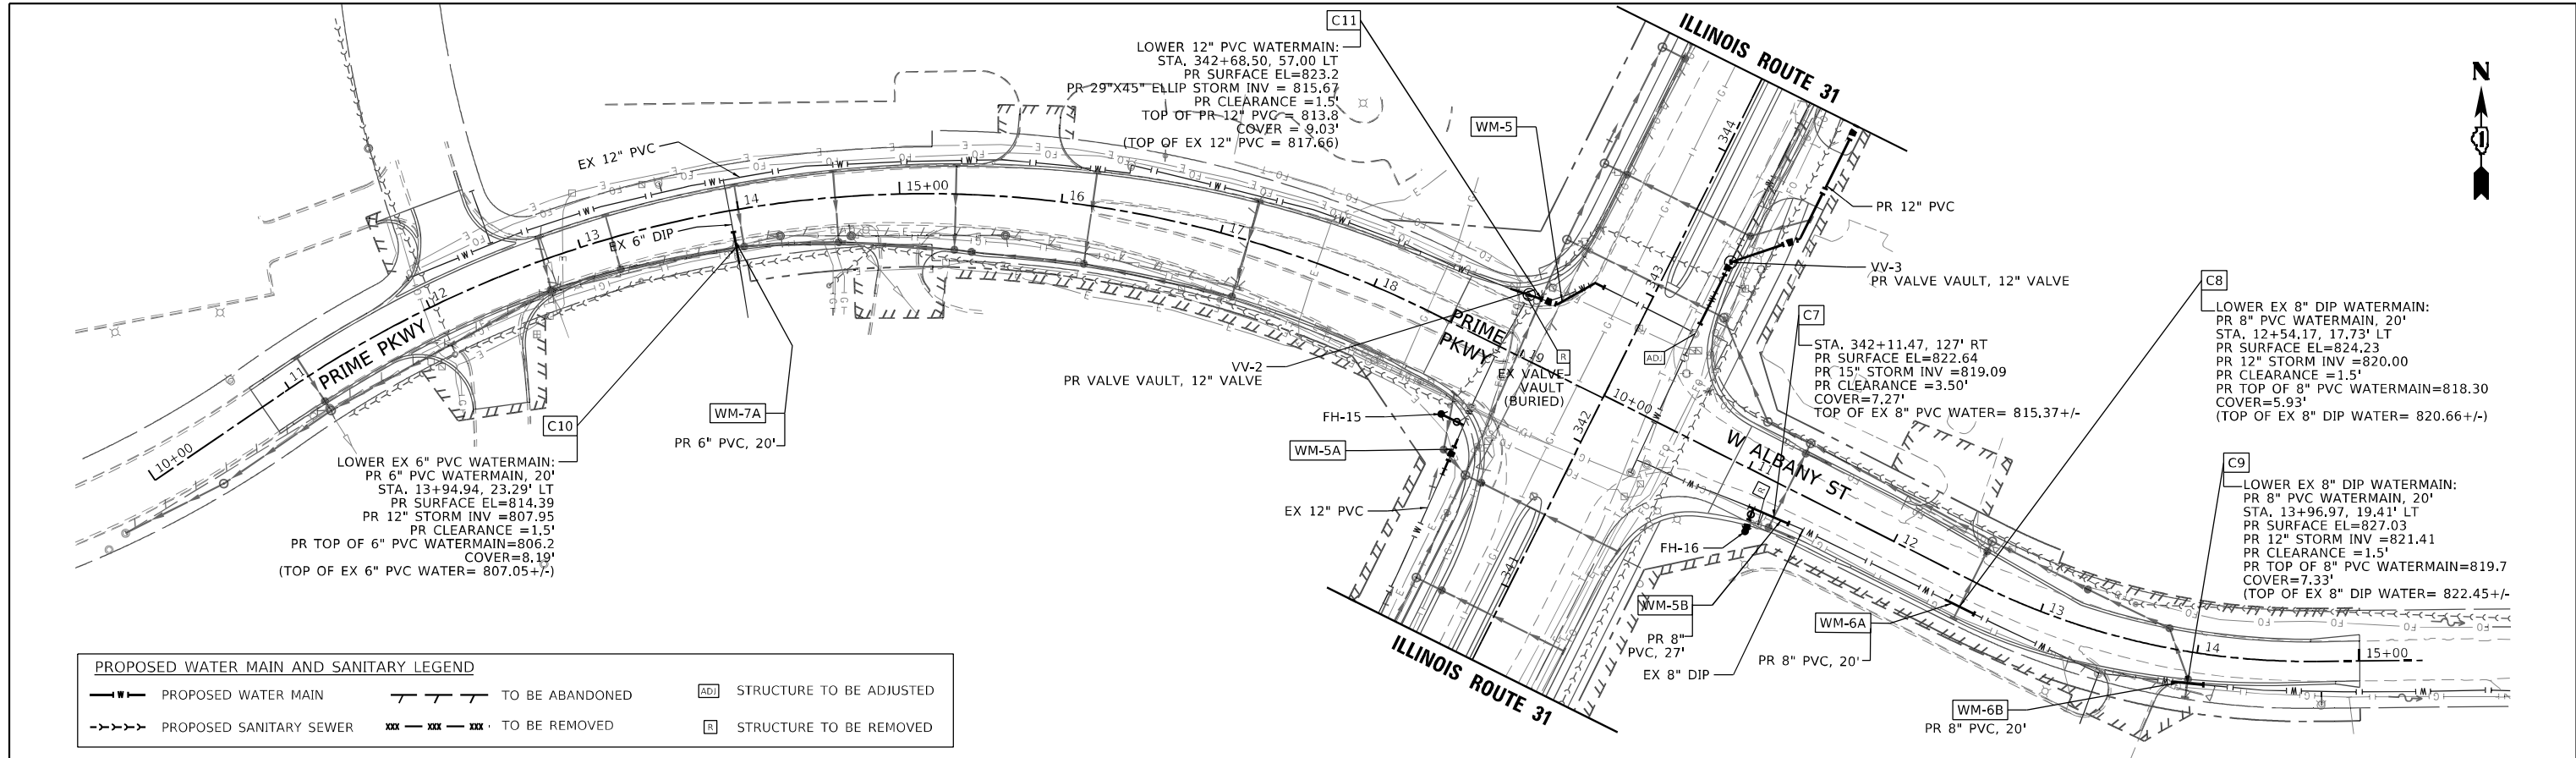 C11
LOWER 12" PVC WATERMAIN:
STA. 342+68.50, 57.00 LT
PR SURFACE EL=823.2
PR 29"X45" ELLIP STORM INV = 815.67
PR CLEARANCE =1.5'
TOP OF PR 12" PVC = 813.8
COVER = 9.03'
(TOP OF EX 12" PVC = 817.66)
ILLINOIS ROUTE 31
N
WM-5
EX 12" PVC
PR 12" PVC
344
343
15+00
14
16
13
EX 6" DIP
17
12
18
VV-3
PR VALVE VAULT, 12" VALVE
PRIME PKWY
11
10+00
PRIME
PKWY
19
R
ADJ
EX VALVE
VAULT
(BURIED)
VV-2
PR VALVE VAULT, 12" VALVE
C7
STA. 342+11.47, 127' RT
PR SURFACE EL=822.64
PR 15" STORM INV =819.09
PR CLEARANCE =3.50'
COVER=7.27'
TOP OF EX 8" PVC WATER= 815.37+/-
C8
LOWER EX 8" DIP WATERMAIN:
PR 8" PVC WATERMAIN, 20'
STA. 12+54.17, 17.73' LT
PR SURFACE EL=824.23
PR 12" STORM INV =820.00
PR CLEARANCE =1.5'
PR TOP OF 8" PVC WATERMAIN=818.30
COVER=5.93'
(TOP OF EX 8" DIP WATER= 820.66+/-)
10+00
342
W ALBANY ST
11
R
FH-15
WM-5A
EX 12" PVC
WM-7A
PR 6" PVC, 20'
C10
LOWER EX 6" PVC WATERMAIN:
PR 6" PVC WATERMAIN, 20'
STA. 13+94.94, 23.29' LT
PR SURFACE EL=814.39
PR 12" STORM INV =807.95
PR CLEARANCE =1.5'
PR TOP OF 6" PVC WATERMAIN=806.2
COVER=8.19'
(TOP OF EX 6" PVC WATER= 807.05+/-)
C9
LOWER EX 8" DIP WATERMAIN:
PR 8" PVC WATERMAIN, 20'
STA. 13+96.97, 19.41' LT
PR SURFACE EL=827.03
PR 12" STORM INV =821.41
PR CLEARANCE =1.5'
PR TOP OF 8" PVC WATERMAIN=819.7
COVER=7.33'
(TOP OF EX 8" DIP WATER= 822.45+/-
FH-16
341
12
13
14
15+00
WM-5B
PR 8"
PVC, 27'
EX 8" DIP
WM-6A
PR 8" PVC, 20'
WM-6B
PR 8" PVC, 20'
ILLINOIS ROUTE 31
PROPOSED WATER MAIN AND SANITARY LEGEND
W PROPOSED WATER MAIN
TO BE ABANDONED
ADJ STRUCTURE TO BE ADJUSTED
PROPOSED SANITARY SEWER
XXX XXX XXX TO BE REMOVED
R STRUCTURE TO BE REMOVED